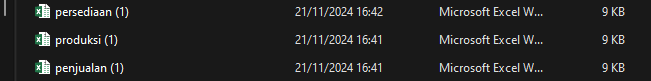 persediaan (1) 21/11/2024 16:42 Microsoft Excel W... 9 KB
produksi (1) 21/11/2024 16:41 Microsoft Excel W... 9 KB
penjualan (1) 21/11/2024 16:41 Microsoft Excel W... 9 KB